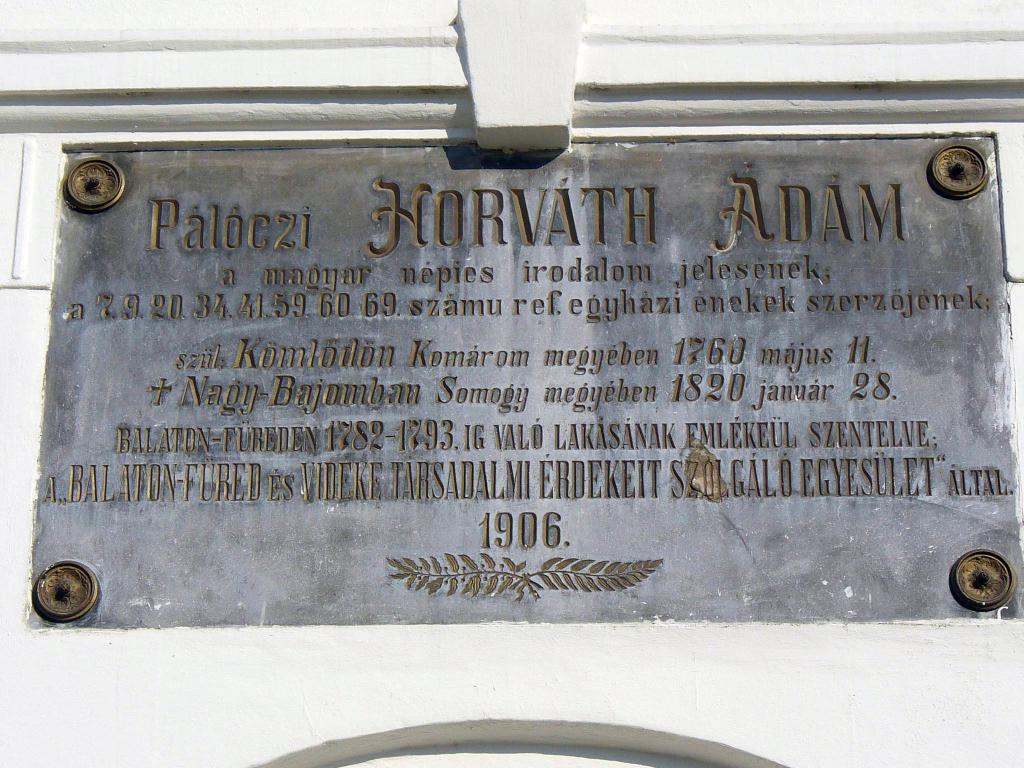 Pálóczi HORVÁTH ÁDÁM
a magyar népies irodalom jelesének;
a 7. 9. 20. 34. 41. 59. 60. 69. számu ref. egyházi énekek szerzőjének;
szül: Kömlődön Komárom megyében 1760 május 11.
✝ Nagy-Bajomban Somogy megyében 1820 január 28.
BALATON-FÜREDEN 1782-1793.IG VALÓ LAKÁSÁNAK EMLÉKEÜL SZENTELVE;
A „BALATON-FÜRED ÉS VIDÉKE TÁRSADALMI ÉRDEKEIT SZOLGÁLÓ EGYESÜLET“ ÁLTAL.
1906.